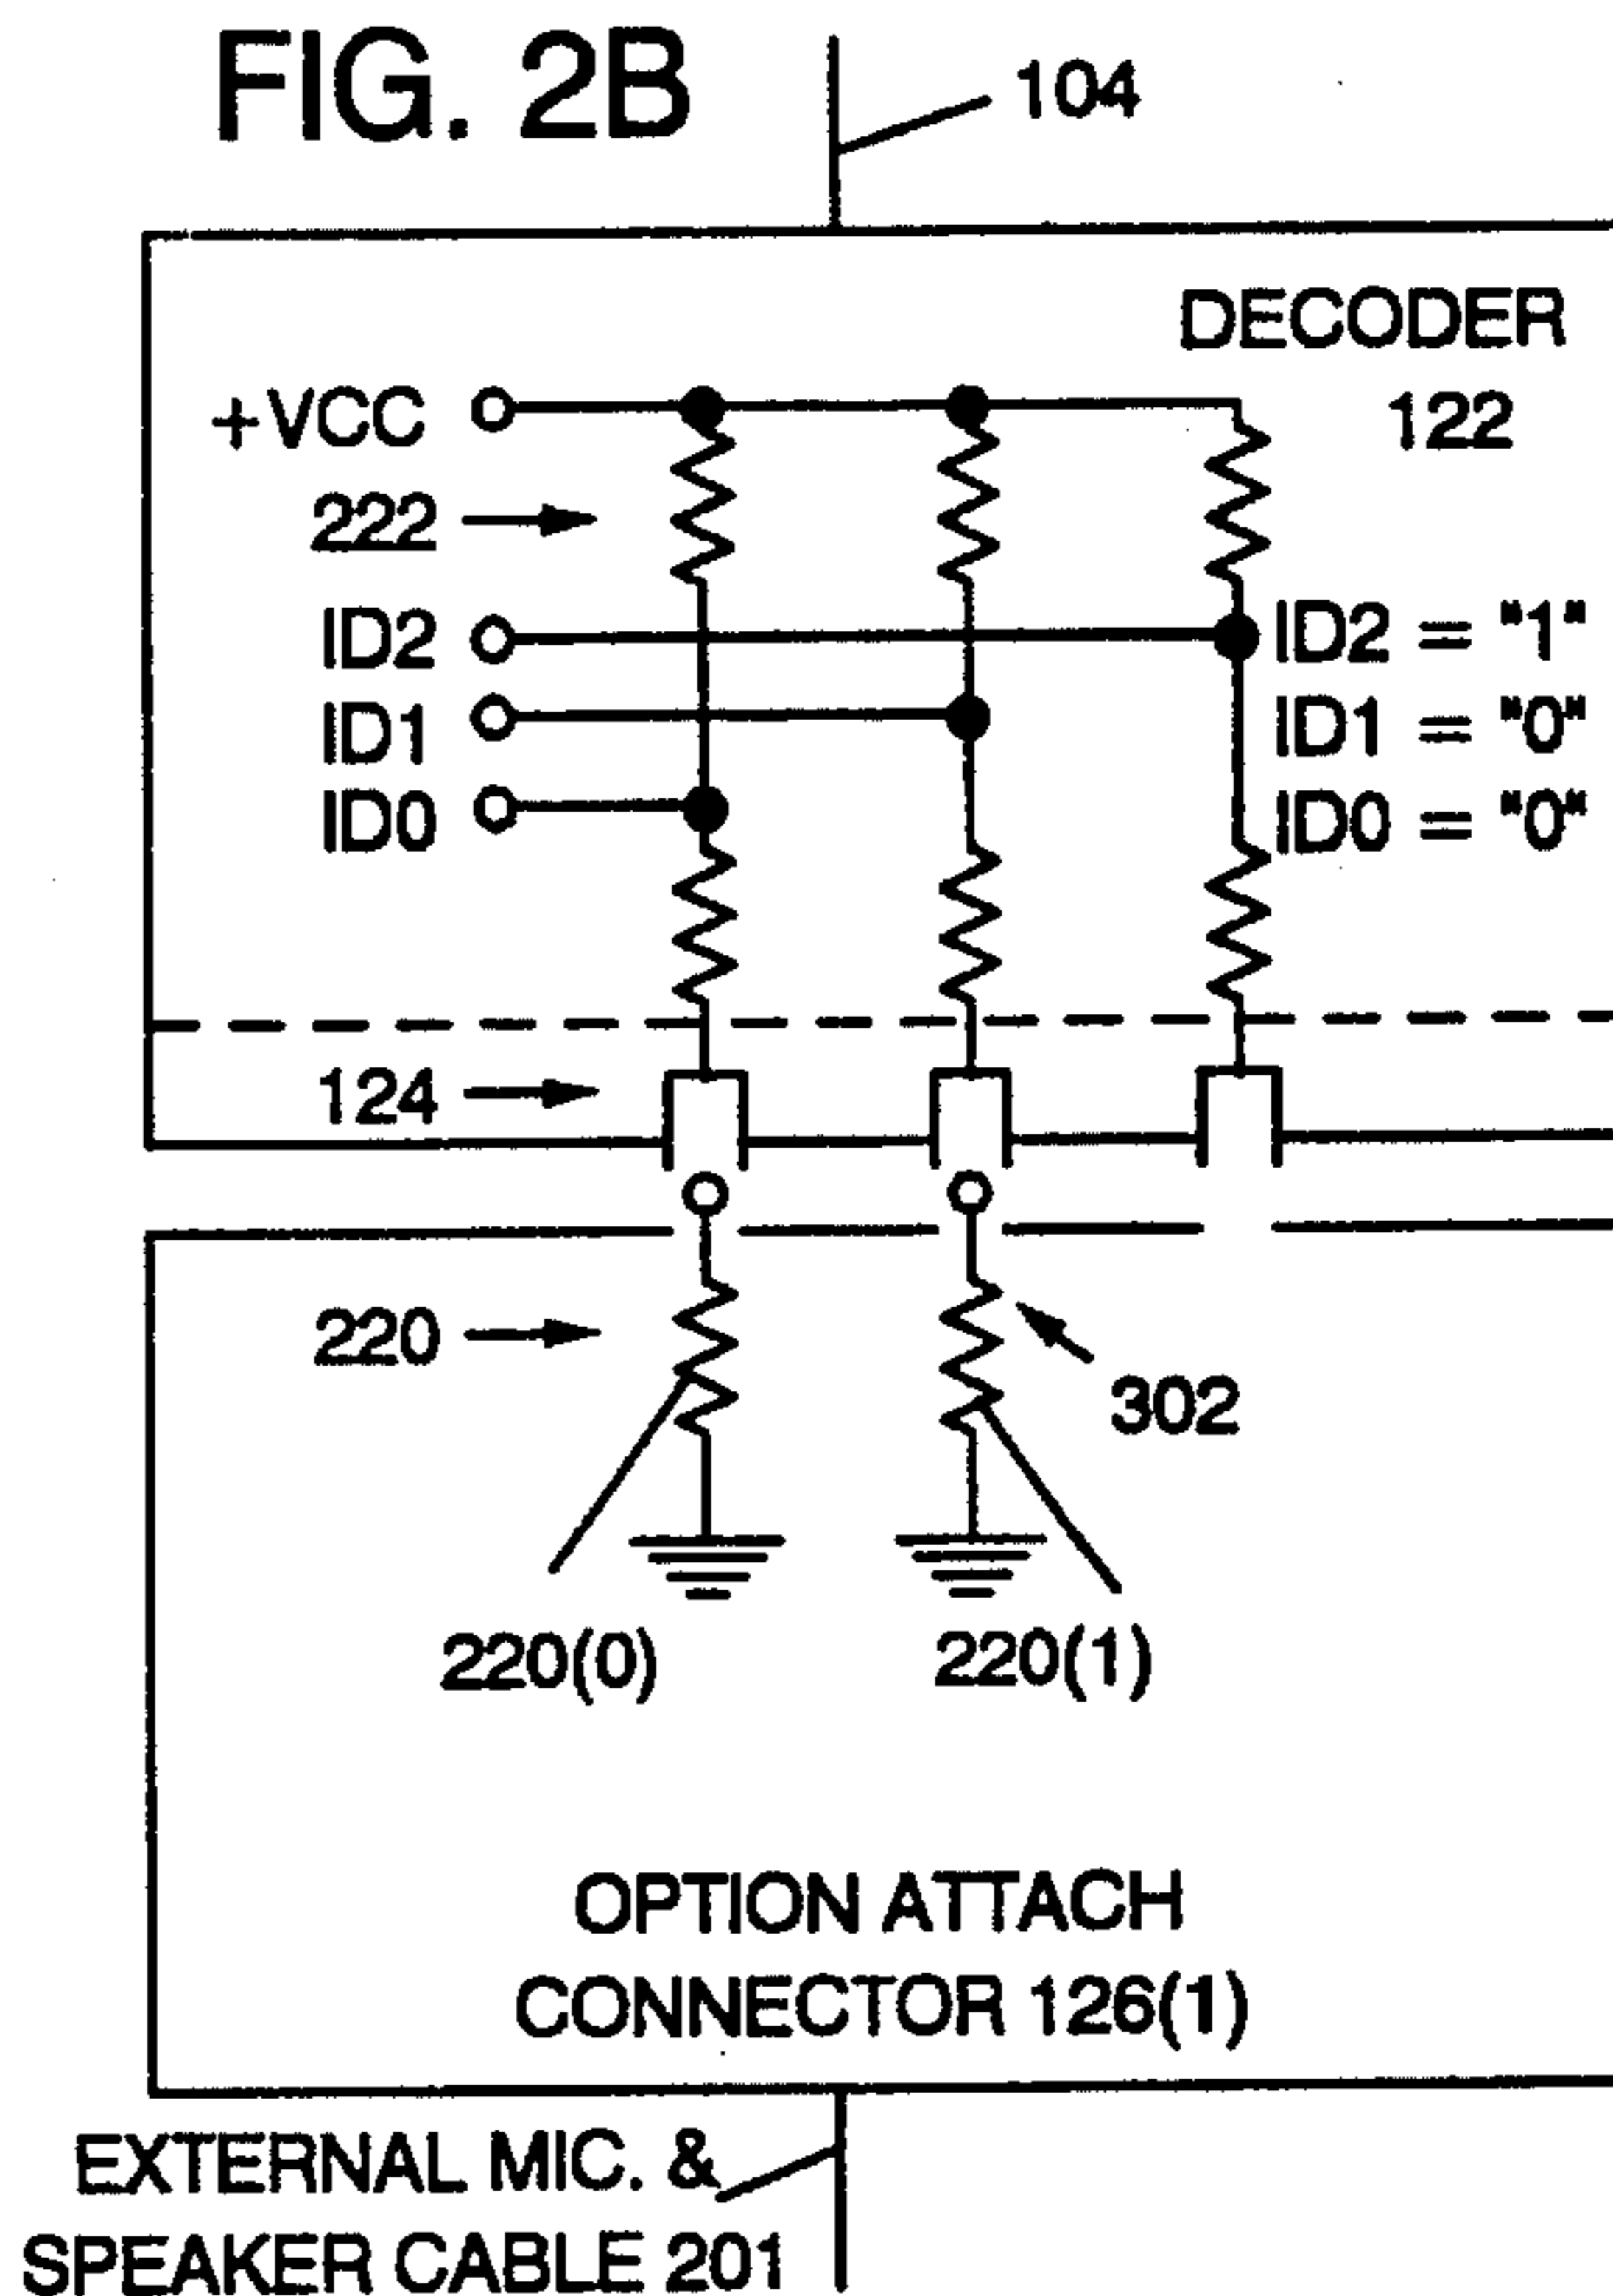 FIG. 2B
104
DECODER
122
+VCC
222
ID2
ID2 = "1"
ID1
ID1 = "0"
ID0
ID0 = "0"
124
220
302
220(0)
220(1)
OPTION ATTACH
CONNECTOR 126(1)
EXTERNAL MIC. &
SPEAKER CABLE 201